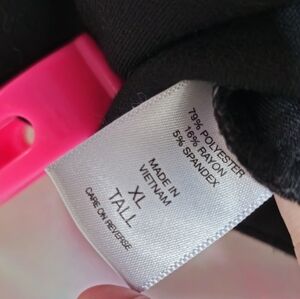 79% POLYESTER
16% RAYON
5% SPANDEX
MADE IN
VIETNAM
XL
TALL
CARE ON REVERSE